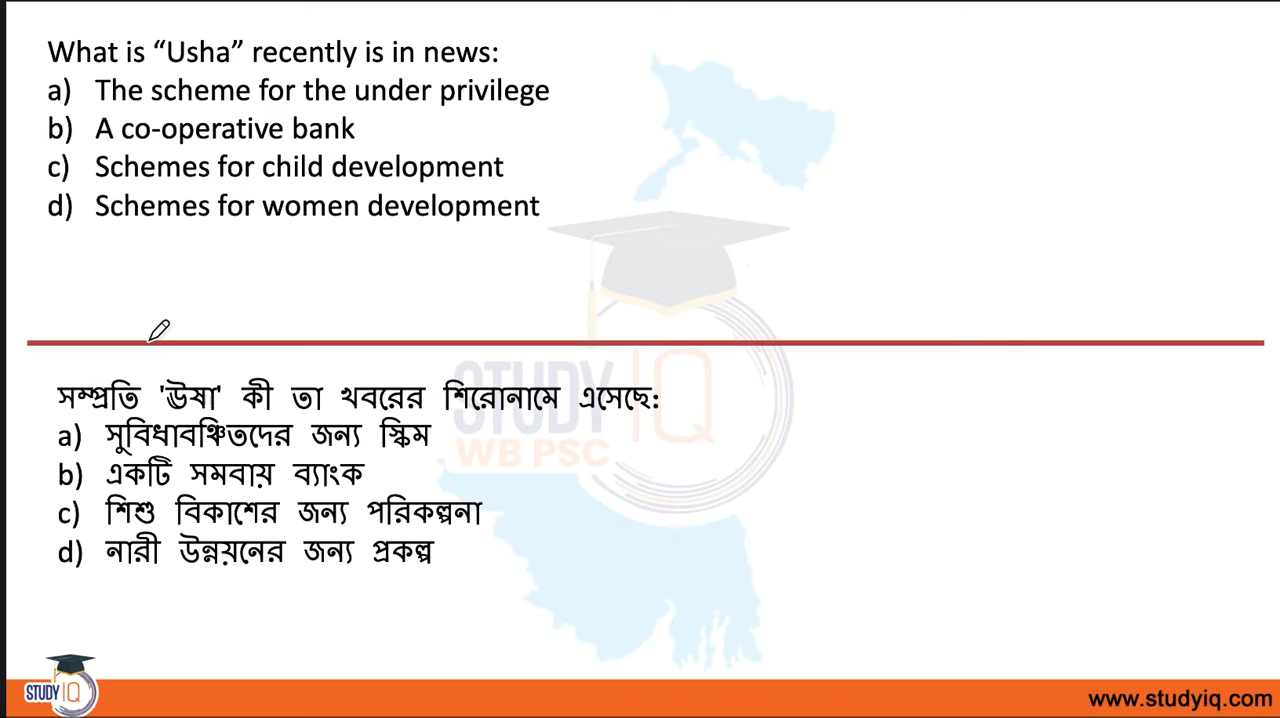 What is “Usha” recently is in news:
a) The scheme for the under privilege
b) A co-operative bank
c) Schemes for child development
d) Schemes for women development
সম্প্রতি 'ঊষা' কী তা খবরের শিরোনামে এসেছে:
a) সুবিধাবঞ্চিতদের জন্য স্কিম
b) একটি সমবায় ব্যাংক
c) শিশু বিকাশের জন্য পরিকল্পনা
d) নারী উন্নয়নের জন্য প্রকল্প
STUDY IQ
WB PSC
STUDY IQ
www.studyiq.com